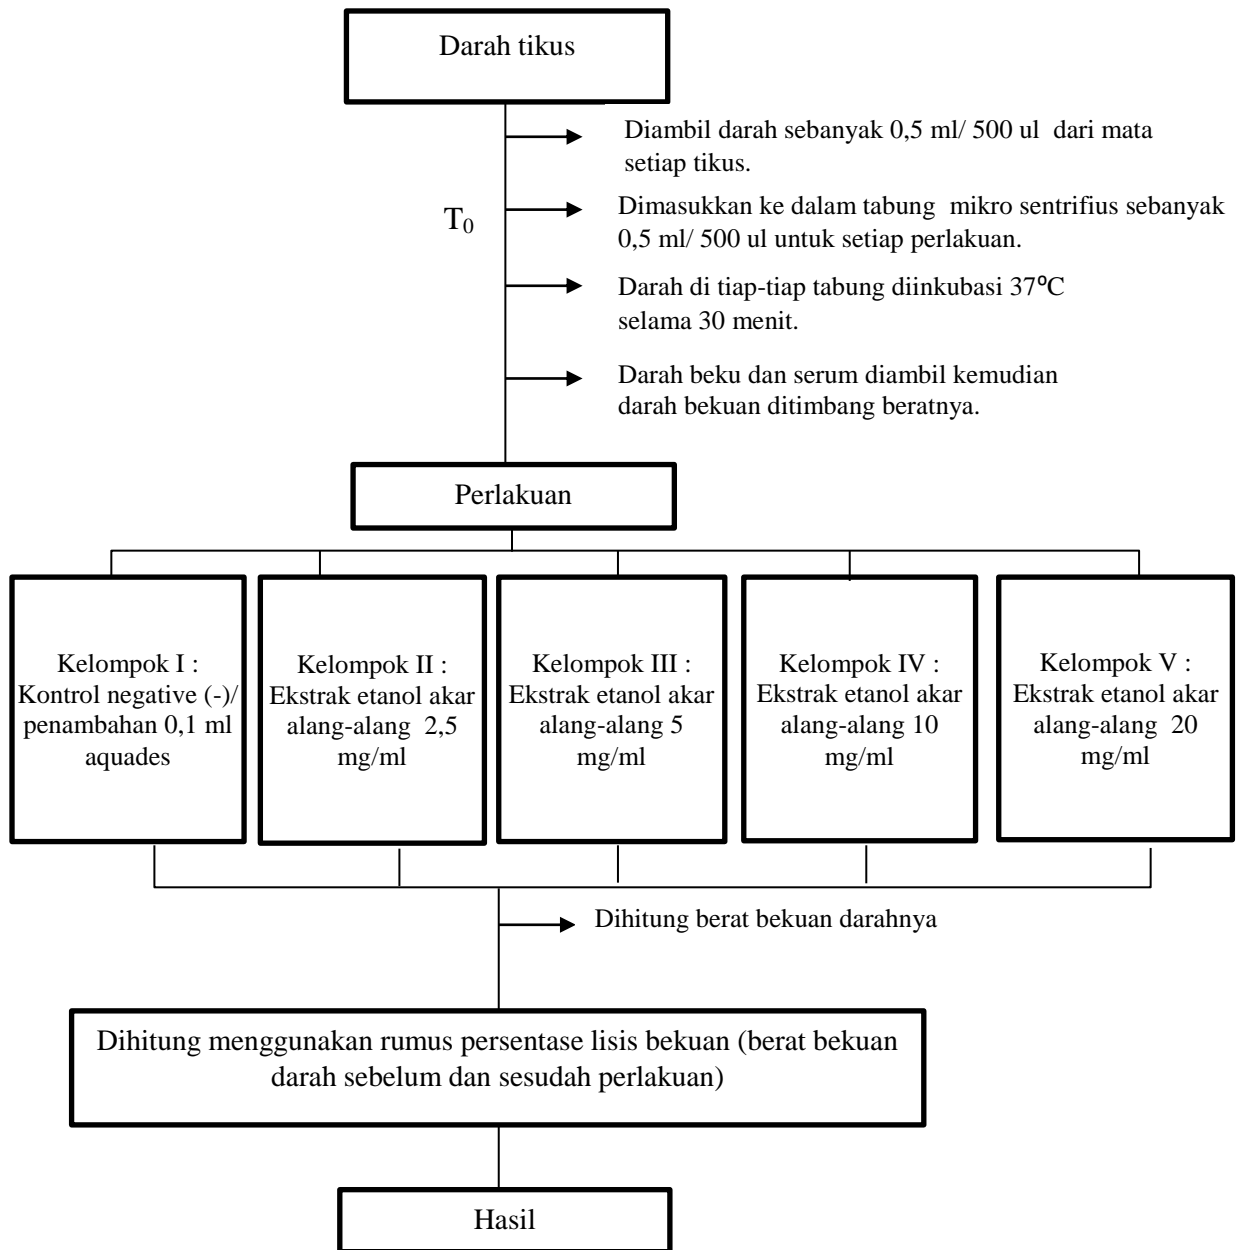 Darah tikus
Diambil darah sebanyak 0,5 ml/ 500 ul dari mata
setiap tikus.
T₀
Dimasukkan ke dalam tabung mikro sentrifius sebanyak
0,5 ml/ 500 ul untuk setiap perlakuan.
Darah di tiap-tiap tabung diinkubasi 37⁰C
selama 30 menit.
Darah beku dan serum diambil kemudian
darah bekuan ditimbang beratnya.
Perlakuan
Kelompok I :
Kontrol negative (-)/
penambahan 0,1 ml
aquades
Kelompok II :
Ekstrak etanol akar
alang-alang 2,5
mg/ml
Kelompok III :
Ekstrak etanol akar
alang-alang 5
mg/ml
Kelompok IV :
Ekstrak etanol akar
alang-alang 10
mg/ml
Kelompok V :
Ekstrak etanol akar
alang-alang 20
mg/ml
Dihitung berat bekuan darahnya
Dihitung menggunakan rumus persentase lisis bekuan (berat bekuan
darah sebelum dan sesudah perlakuan)
Hasil